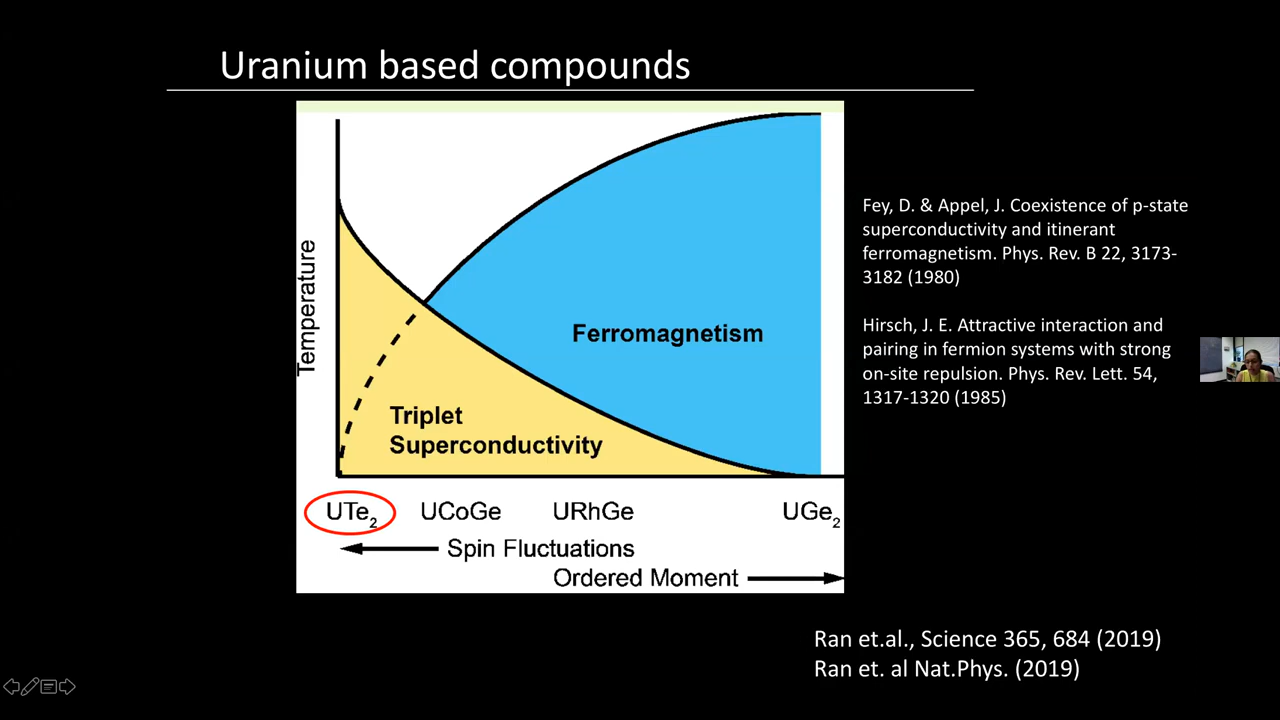 Uranium based compounds
Temperature
Ferromagnetism
Triplet
Superconductivity
UTe₂
UCoGe
URhGe
UGe₂
Spin Fluctuations
Ordered Moment
Fey, D. & Appel, J. Coexistence of p-state
superconductivity and itinerant
ferromagnetism. Phys. Rev. B 22, 3173-
3182 (1980)
Hirsch, J. E. Attractive interaction and
pairing in fermion systems with strong
on-site repulsion. Phys. Rev. Lett. 54,
1317-1320 (1985)
Ran et.al., Science 365, 684 (2019)
Ran et. al Nat.Phys. (2019)